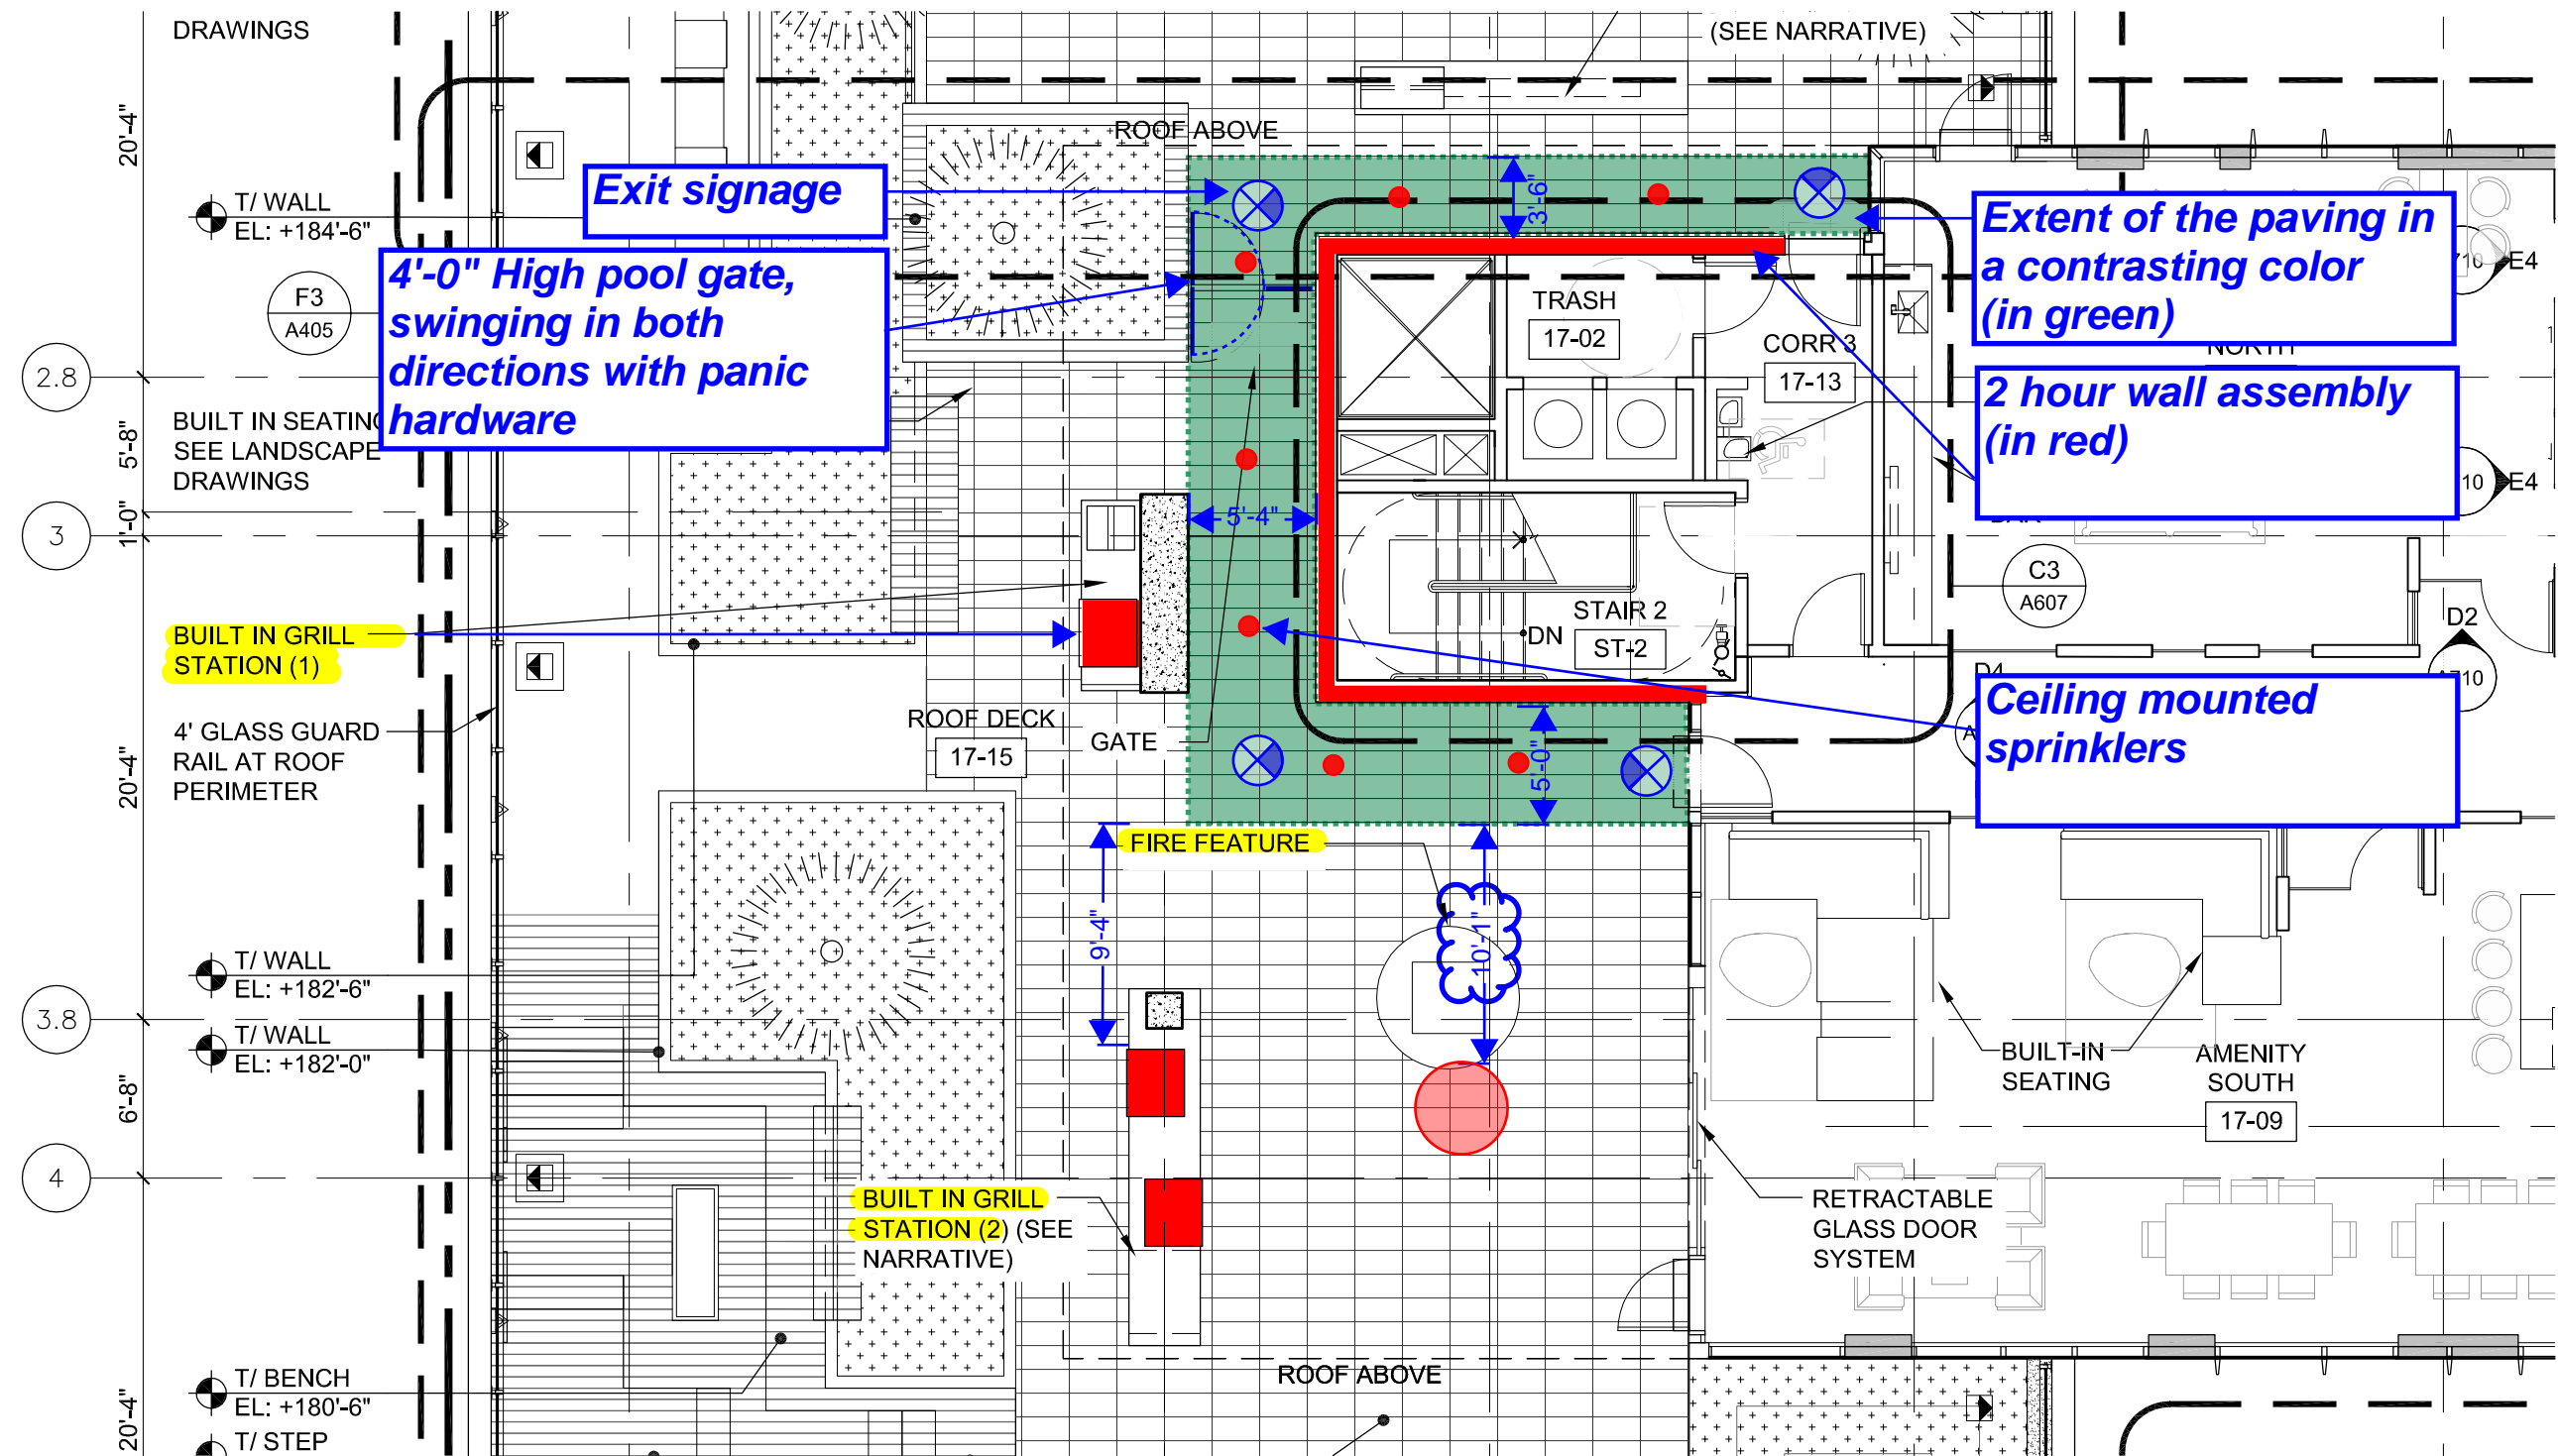 DRAWINGS
(SEE NARRATIVE)
20'-4"
ROOF ABOVE
Exit signage
T/ WALL
EL: +184'-6"
Extent of the paving in
a contrasting color
(in green)
3'-6"
4'-0" High pool gate,
swinging in both
directions with panic
hardware
F3
A405
E4
TRASH
17-02
CORR 3
17-13
NORTH
2.8
BUILT IN SEATING
SEE LANDSCAPE
DRAWINGS
5'-8"
2 hour wall assembly
(in red)
10
E4
1'-0"
3
5'-4"
C3
A607
STAIR 2
DN
ST-2
D2
BUILT IN GRILL
STATION (1)
D4
10
Ceiling mounted
sprinklers
4' GLASS GUARD
RAIL AT ROOF
PERIMETER
20'-4"
ROOF DECK
17-15
GATE
5'-0"
FIRE FEATURE
9'-4"
10'-1"
T/ WALL
EL: +182'-6"
3.8
T/ WALL
EL: +182'-0"
BUILT-IN
SEATING
AMENITY
SOUTH
17-09
6'-8"
4
BUILT IN GRILL
STATION (2) (SEE
NARRATIVE)
RETRACTABLE
GLASS DOOR
SYSTEM
ROOF ABOVE
T/ BENCH
EL: +180'-6"
20'-4"
T/ STEP